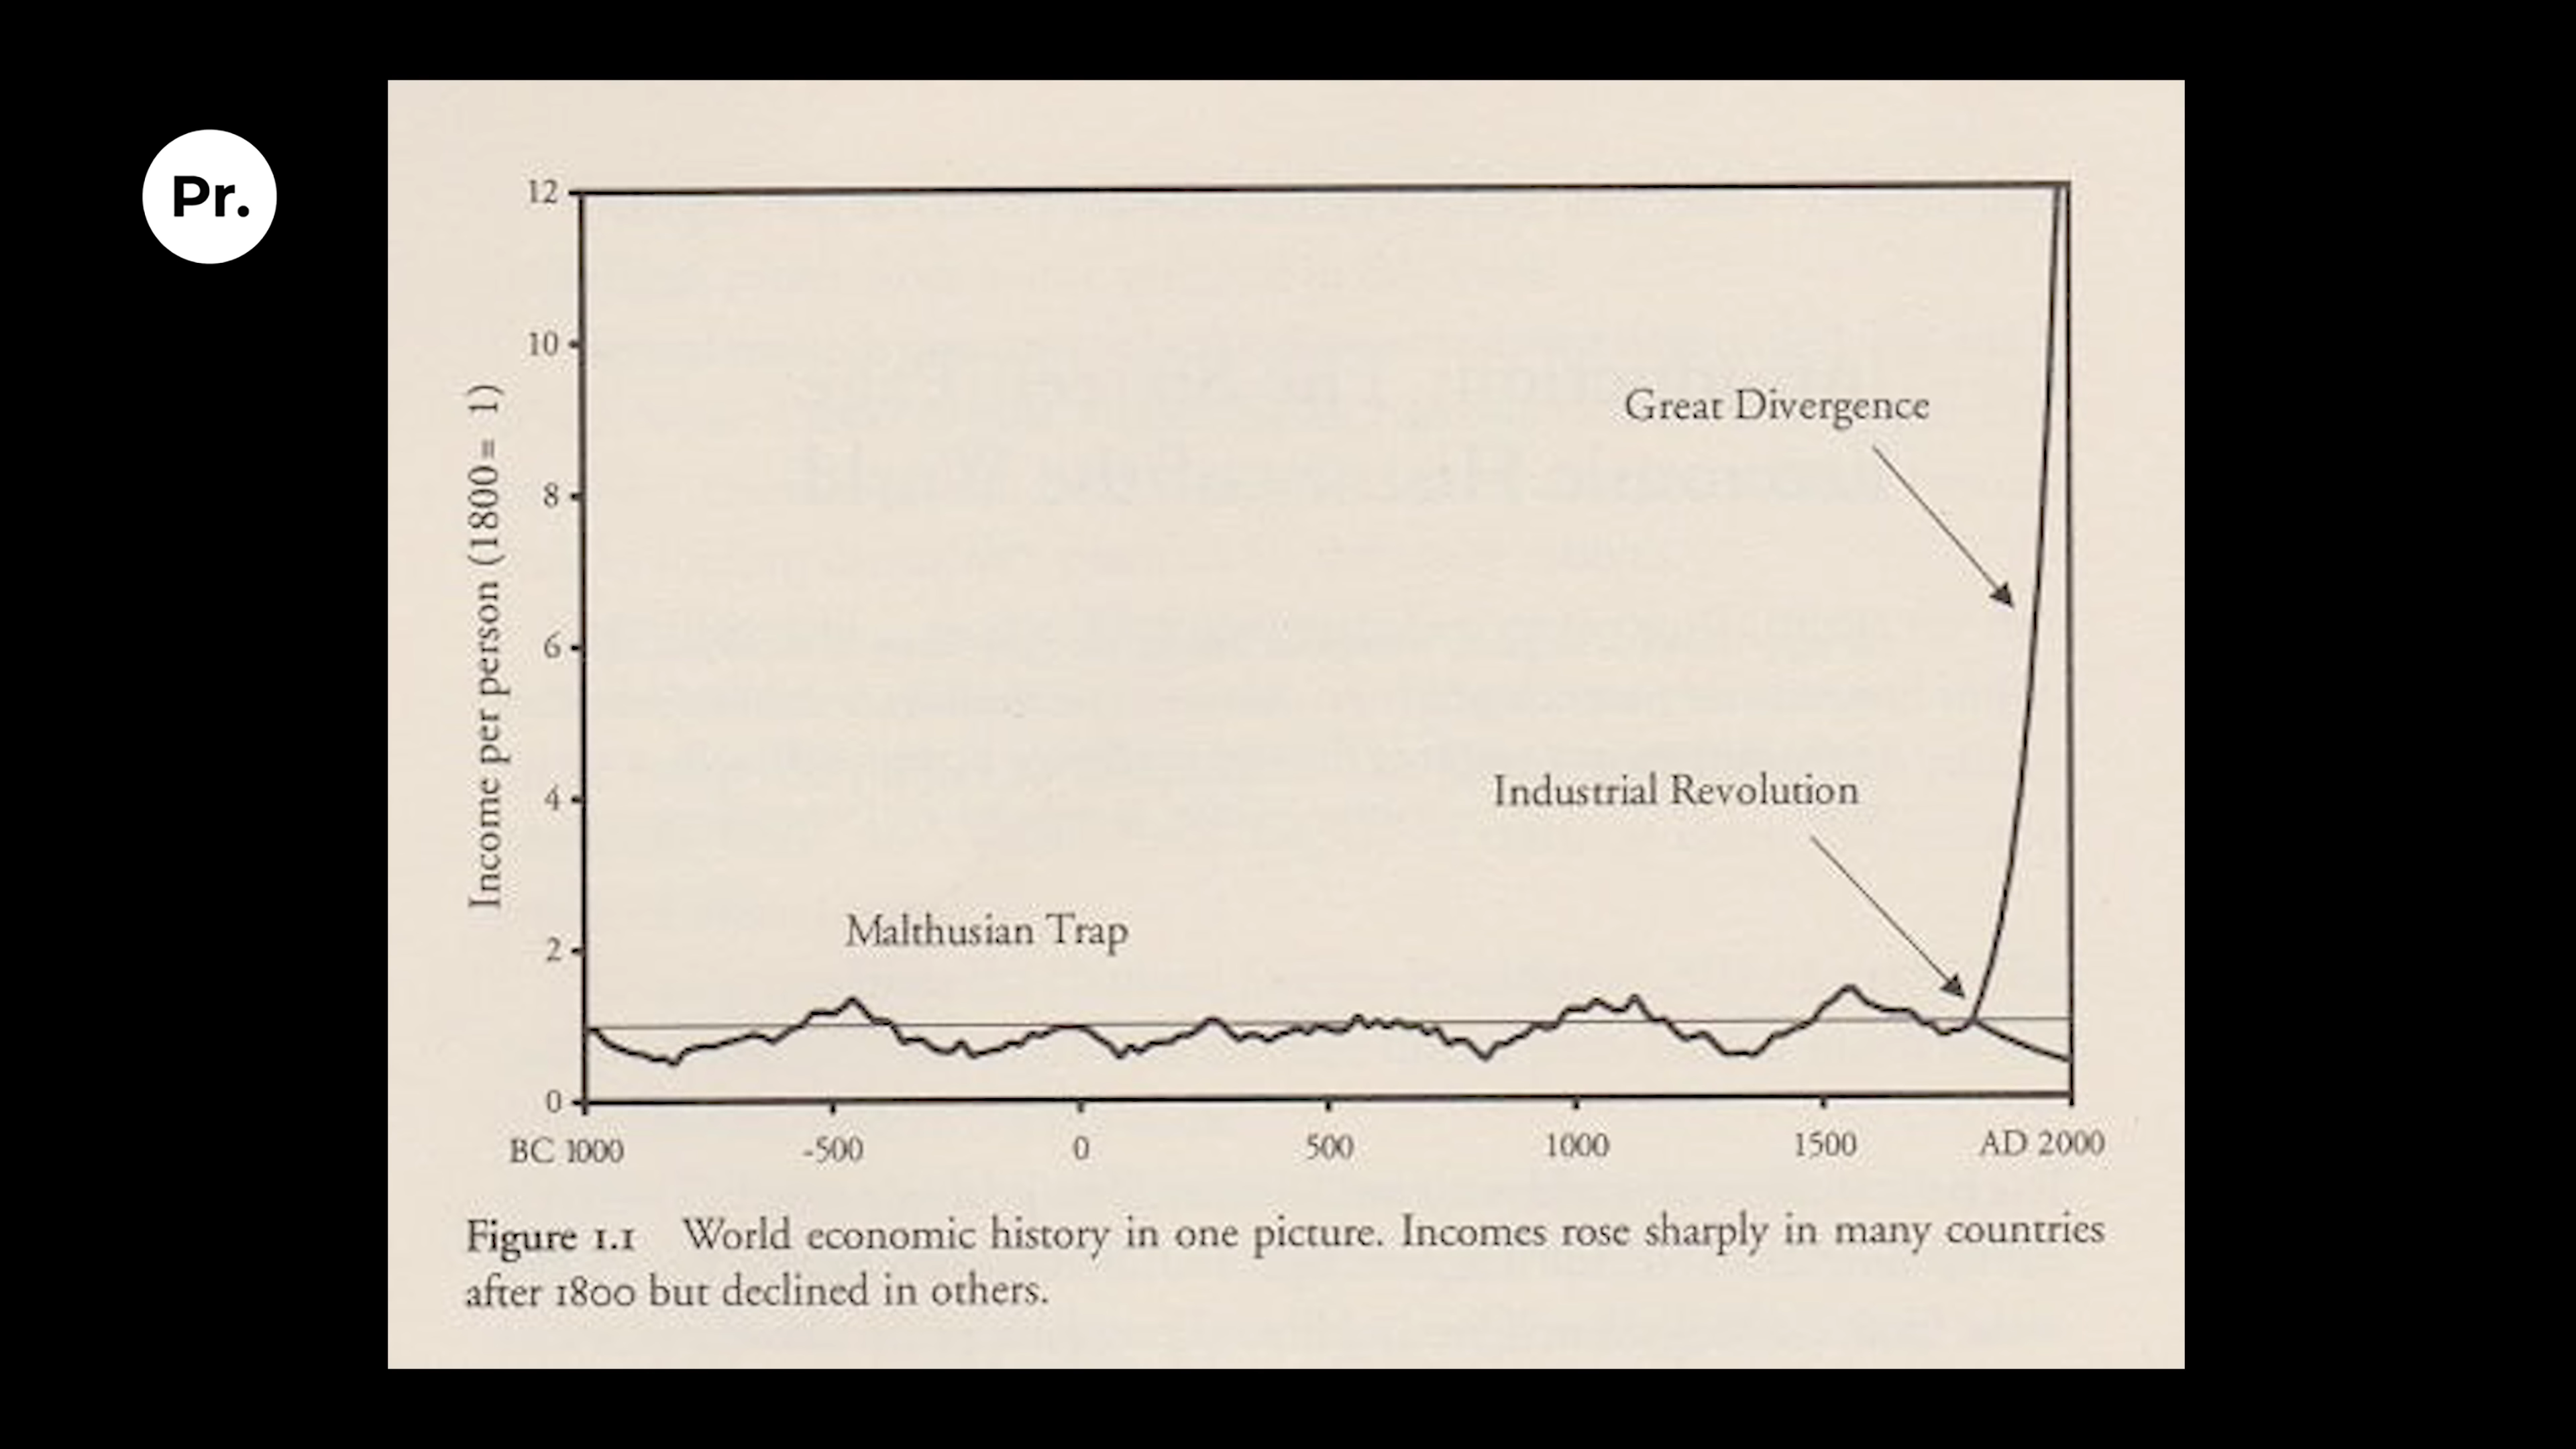 Pr.
12
10
8
6
4
2
0
Income per person (1800 = 1)
Great Divergence
Industrial Revolution
Malthusian Trap
BC 1000 -500 0 500 1000 1500 AD 2000
Figure 1.1 World economic history in one picture. Incomes rose sharply in many countries
after 1800 but declined in others.